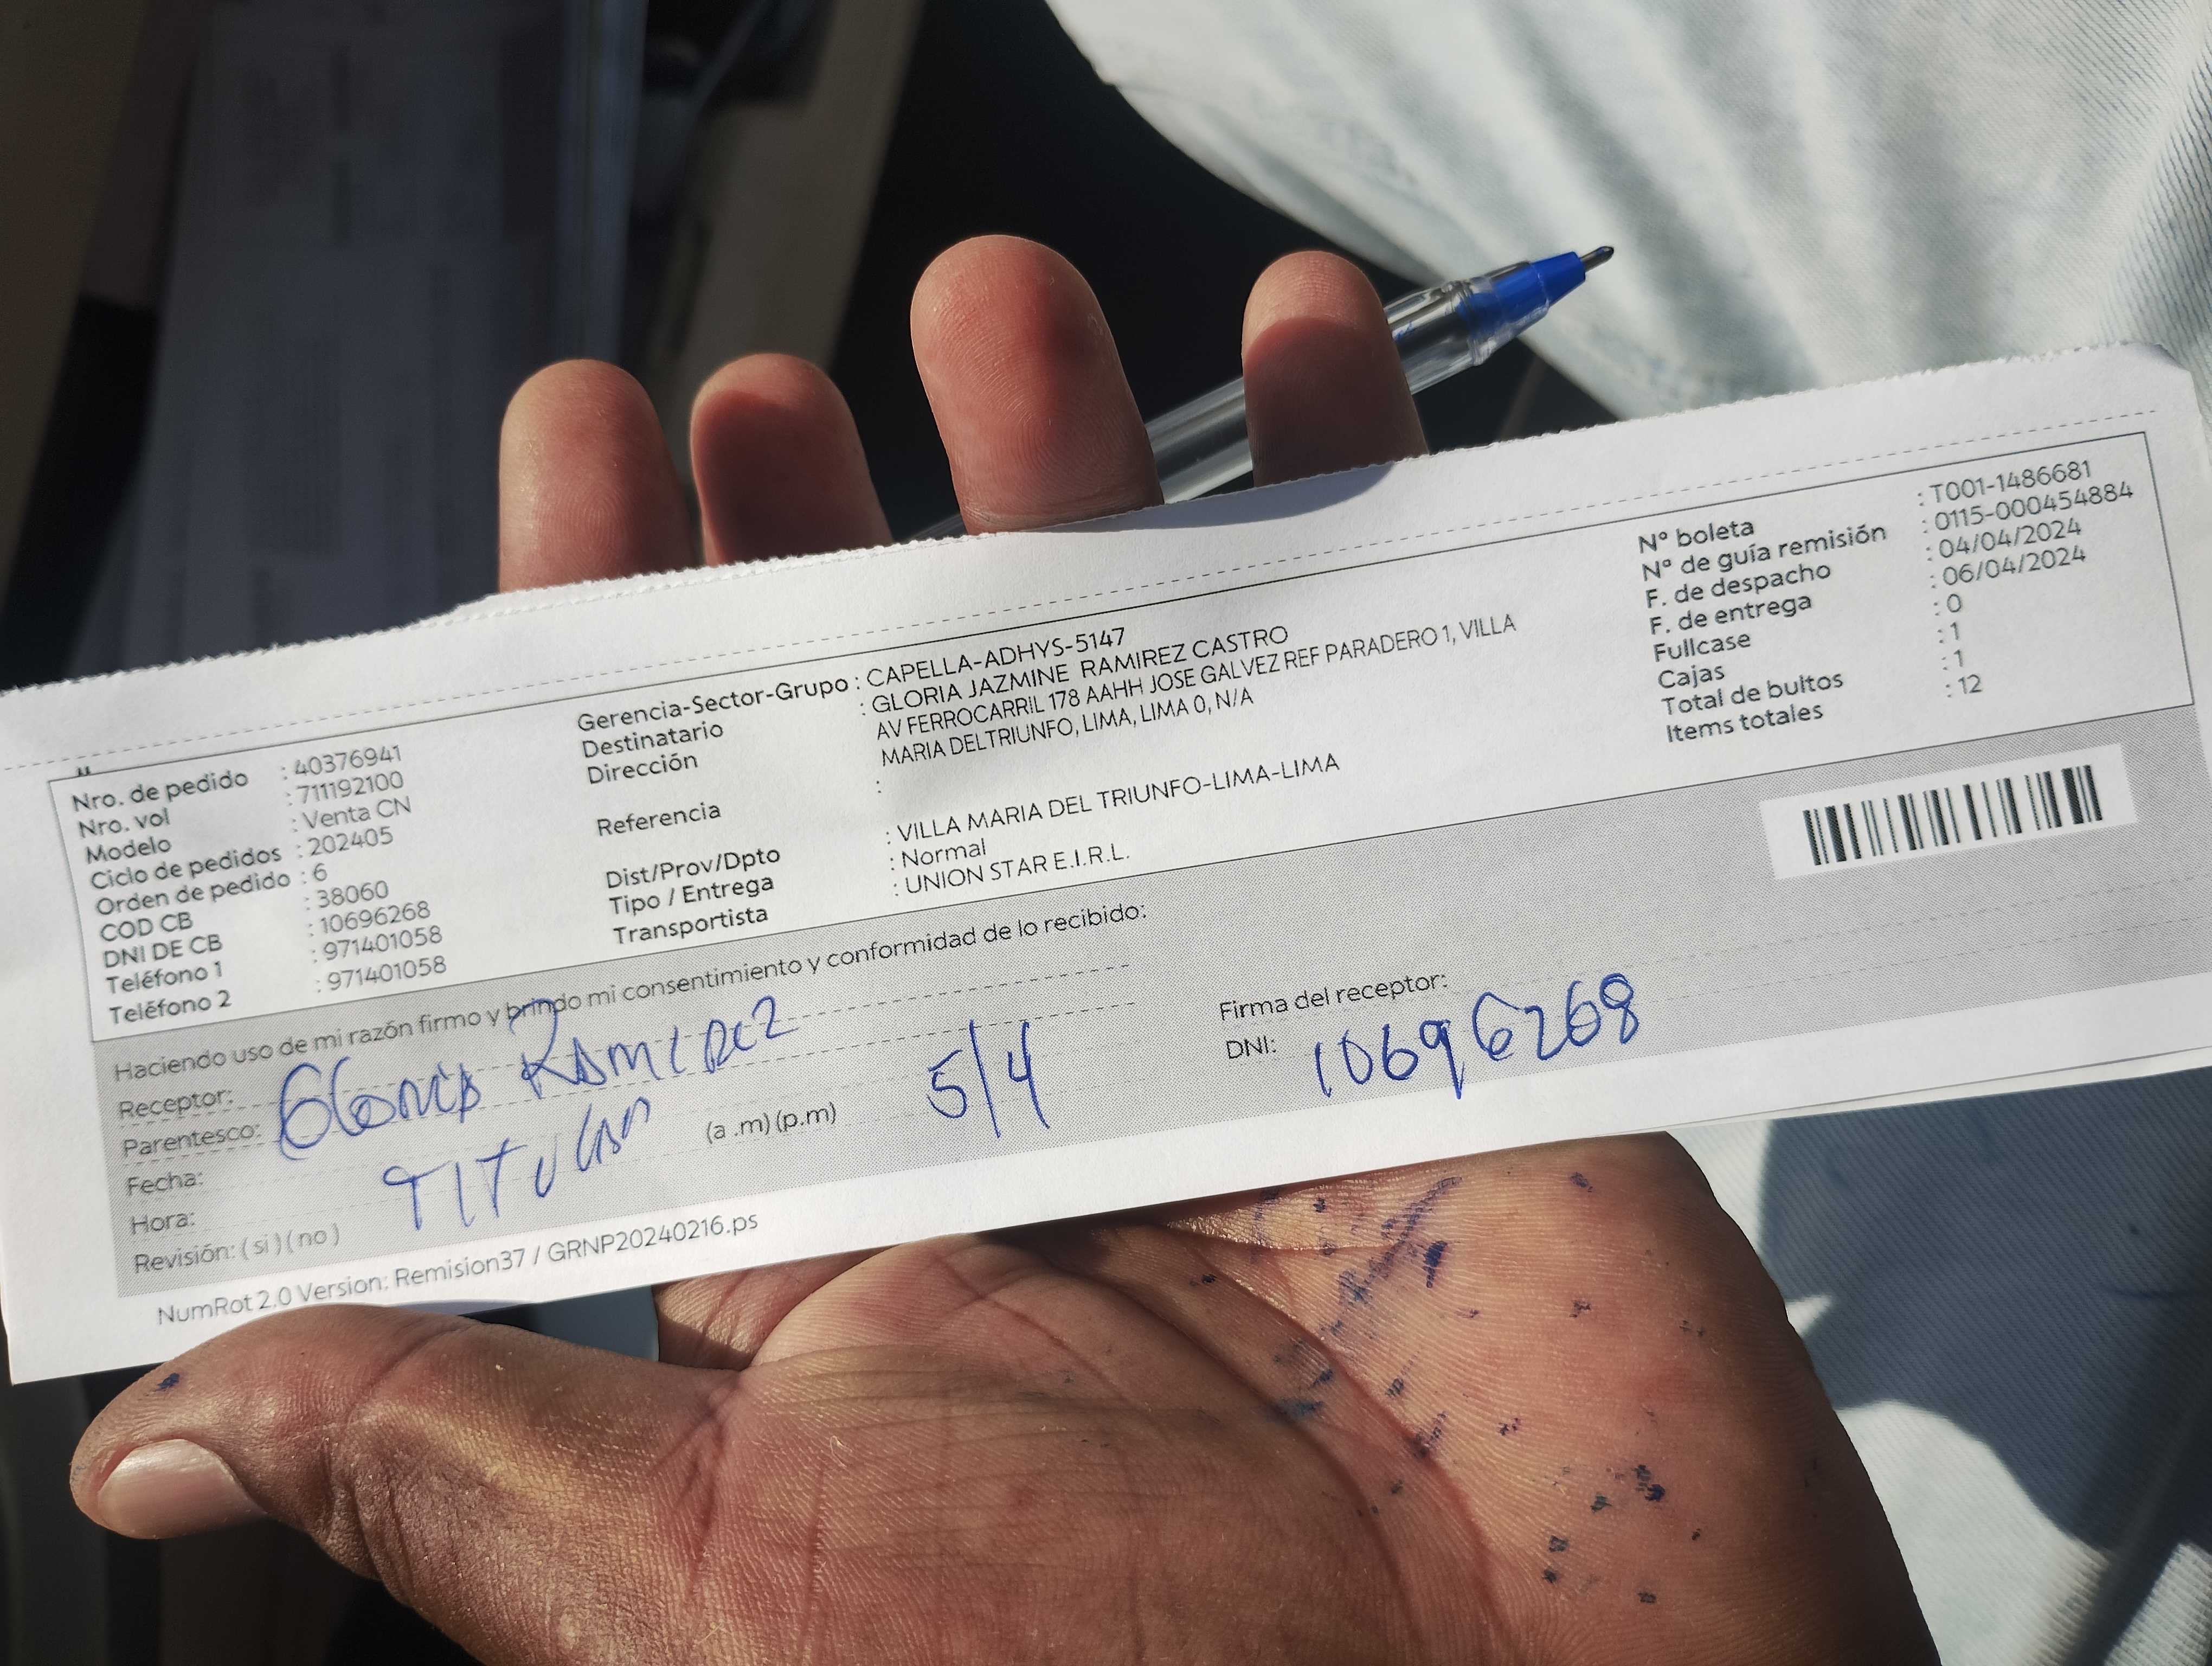 Nro. de pedido : 40376941
Nro. vol : 711192100
Modelo : Venta CN
Ciclo de pedidos : 202405
Orden de pedido : 6
COD CB : 38060
DNI DE CB : 10696268
Teléfono 1 : 971401058
Teléfono 2 : 971401058
Gerencia-Sector-Grupo : CAPELLA-ADHYS-5147
Destinatario : GLORIA JAZMINE RAMIREZ CASTRO
Dirección AV FERROCARRIL 178 AAHH JOSE GALVEZ REF PARADERO 1, VILLA
MARIA DELTRIUNFO, LIMA, LIMA 0, N/A
Referencia :
Dist/Prov/Dpto : VILLA MARIA DEL TRIUNFO-LIMA-LIMA
Tipo / Entrega : Normal
Transportista : UNION STAR E.I.R.L.
Nº boleta : T001-1486681
Nº de guía remisión : 0115-000454884
F. de despacho : 04/04/2024
F. de entrega : 06/04/2024
Fullcase : 0
Cajas : 1
Total de bultos : 1
Items totales : 12
Haciendo uso de mi razón firmo y brindo mi consentimiento y conformidad de lo recibido:
Receptor: Gloria Ramirez
Parentesco: TITular
Fecha: 5/4
Hora: (a .m) (p.m)
Revisión: ( si ) ( no )
Firma del receptor:
DNI: 10696268
NumRot 2.0 Version: Remision37 / GRNP20240216.ps